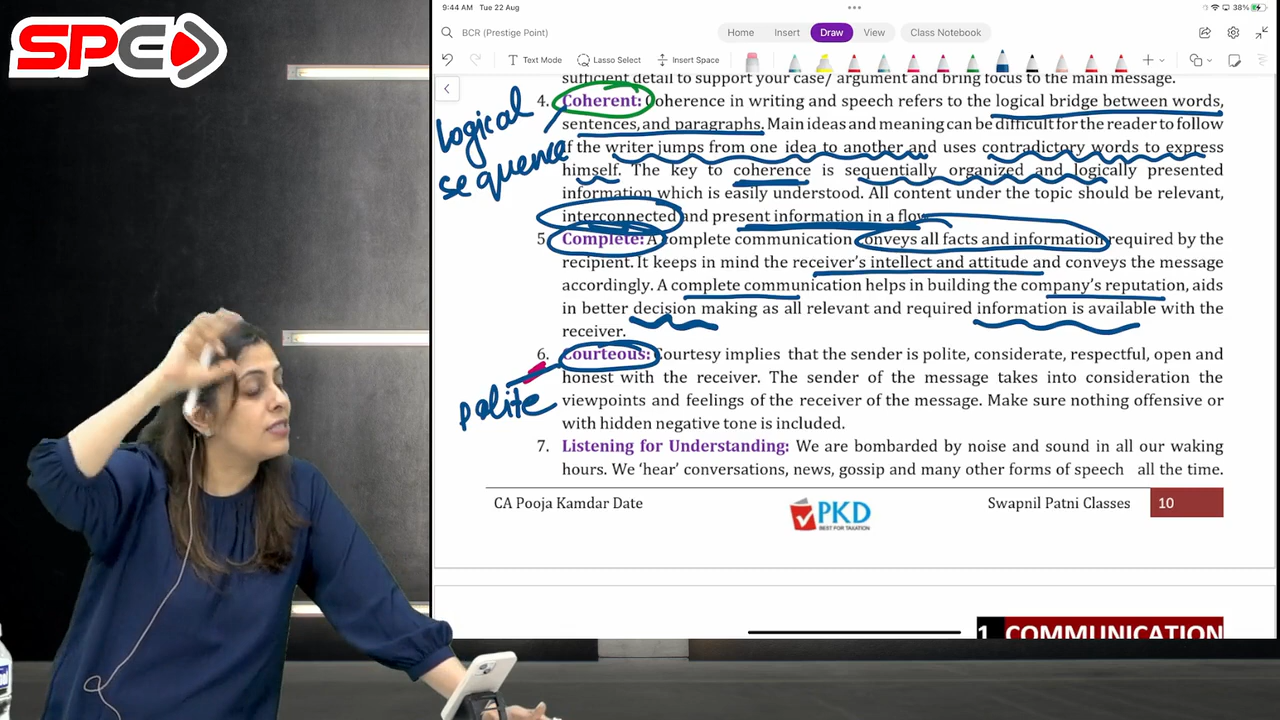 SPC
9:44 AM Tue 22 Aug
38%
BCR (Prestige Point)
Home Insert Draw View Class Notebook
Text Mode Lasso Select Insert Space
sufficient detail to support your case/ argument and bring focus to the main message.
4. Coherent: Coherence in writing and speech refers to the logical bridge between words,
sentences, and paragraphs. Main ideas and meaning can be difficult for the reader to follow
if the writer jumps from one idea to another and uses contradictory words to express
himself. The key to coherence is sequentially organized and logically presented
information which is easily understood. All content under the topic should be relevant,
interconnected and present information in a flow.
Logical
sequence
5. Complete: A complete communication conveys all facts and information required by the
recipient. It keeps in mind the receiver's intellect and attitude and conveys the message
accordingly. A complete communication helps in building the company's reputation, aids
in better decision making as all relevant and required information is available with the
receiver.
6. Courteous: Courtesy implies that the sender is polite, considerate, respectful, open and
honest with the receiver. The sender of the message takes into consideration the
viewpoints and feelings of the receiver of the message. Make sure nothing offensive or
with hidden negative tone is included.
polite
7. Listening for Understanding: We are bombarded by noise and sound in all our waking
hours. We 'hear' conversations, news, gossip and many other forms of speech all the time.
CA Pooja Kamdar Date
PKD
BEST FOR TAXATION
Swapnil Patni Classes
10
1 COMMUNICATION